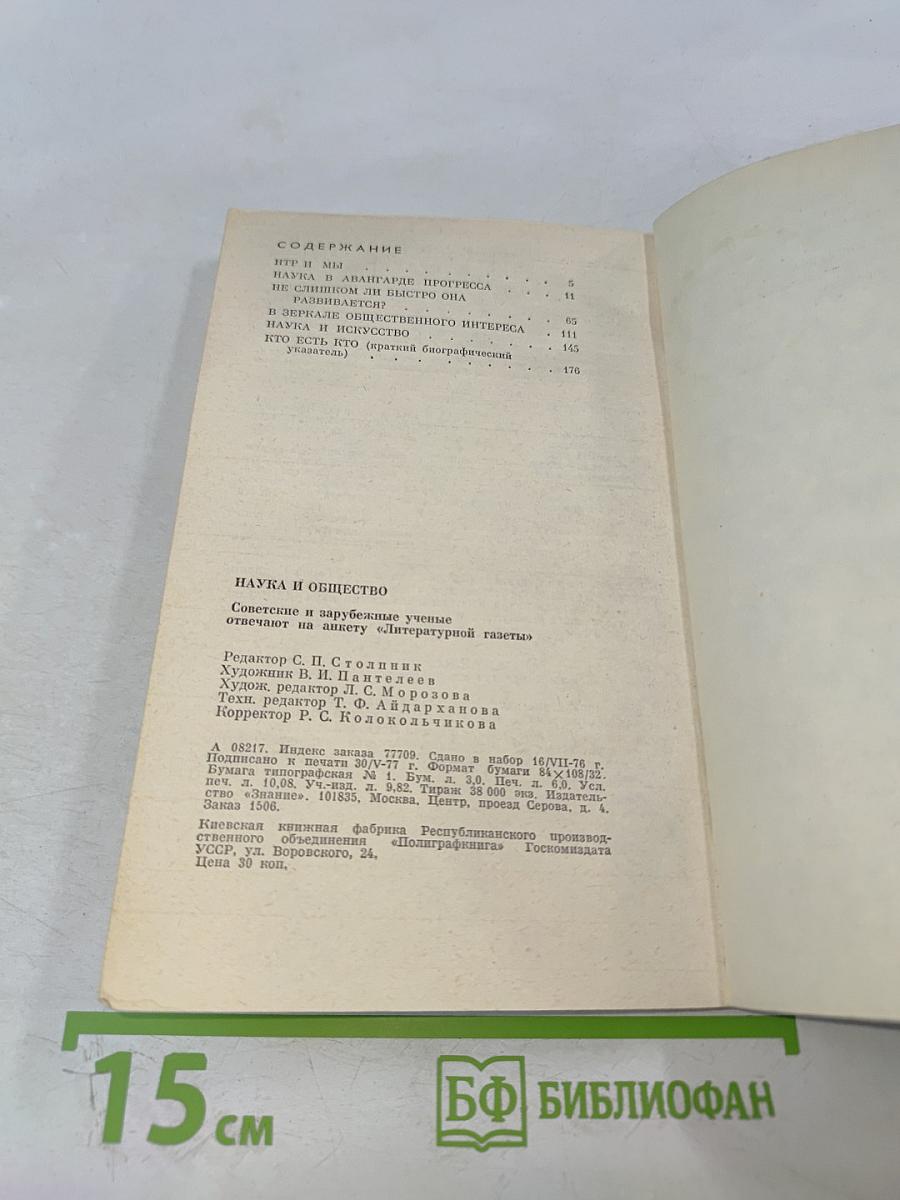 СОДЕРЖАНИЕ
НТР И МЫ . . . . . . . . . 5
НАУКА В АВАНГАРДЕ ПРОГРЕССА . . . 11
НЕ СЛИШКОМ ЛИ БЫСТРО ОНА
РАЗВИВАЕТСЯ? . . . . . . . . 65
В ЗЕРКАЛЕ ОБЩЕСТВЕННОГО ИНТЕРЕСА . 111
НАУКА И ИСКУССТВО . . . . . . . 145
КТО ЕСТЬ КТО (краткий биографический
указатель) . . . . . . . . . 176
НАУКА И ОБЩЕСТВО
Советские и зарубежные ученые
отвечают на анкету «Литературной газеты»
Редактор С. П. Столпник
Художник В. И. Пантелеев
Худож. редактор Л. С. Морозова
Техн. редактор Т. Ф. Айдарханова
Корректор Р. С. Колокольчикова
А 08217. Индекс заказа 77709. Сдано в набор 16/VII-76 г.
Подписано к печати 30/V-77 г. Формат бумаги 84×108/32.
Бумага типографская № 1. Бум. л. 3,0. Печ. л. 6,0. Усл.
печ. л. 10,08. Уч.-изд. л. 9,82. Тираж 38 000 экз. Издатель-
ство «Знание». 101835, Москва, Центр, проезд Серова, д. 4.
Заказ 1506.
Киевская книжная фабрика Республиканского производ-
ственного объединения «Полиграфкнига» Госкомиздата
УССР, ул. Воровского, 24.
Цена 30 коп.
15 см
БФ БИБЛИОФАН